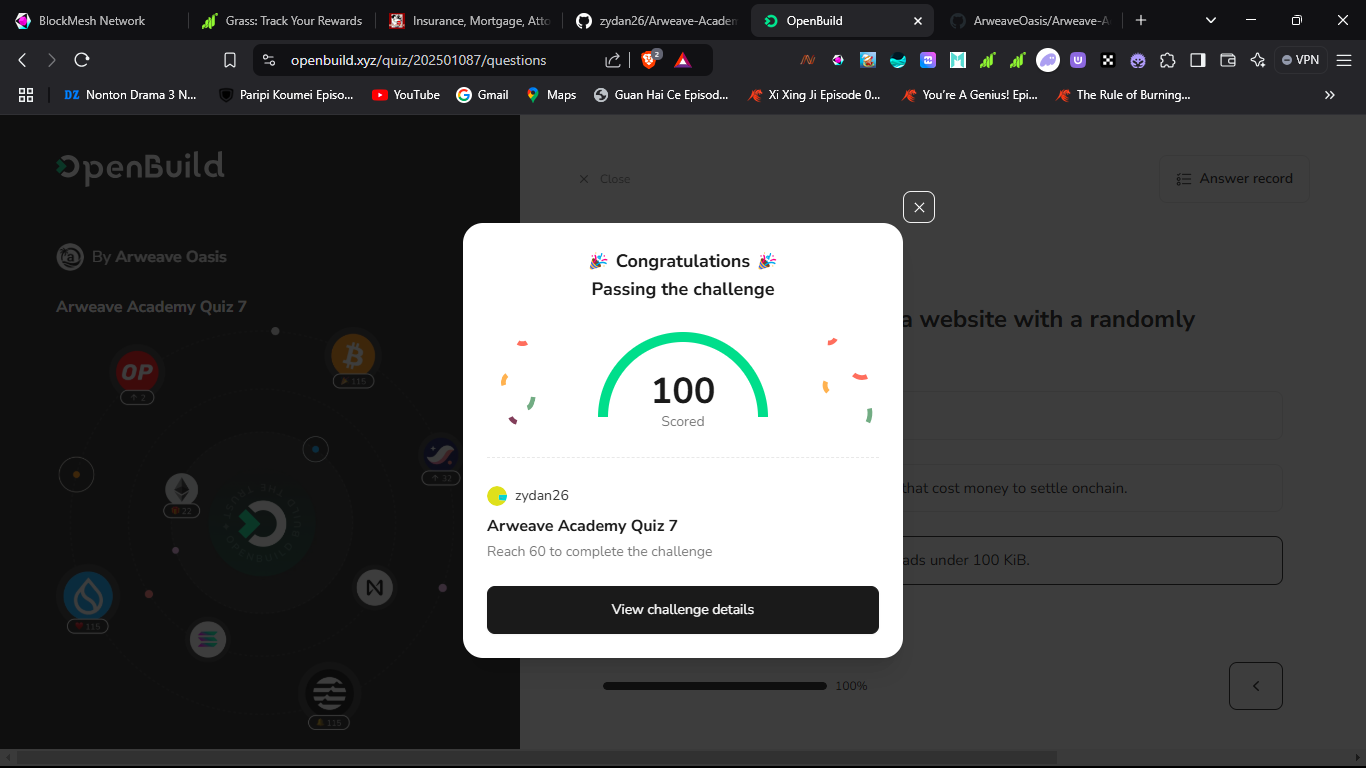 BlockMesh Network
Grass: Track Your Rewards
Insurance, Mortgage, Atto
zydan26/Arweave-Academ
OpenBuild
ArweaveOasis/Arweave-A
openbuild.xyz/quiz/202501087/questions
2
VPN
DZ Nonton Drama 3 N...
Paripi Koumei Episo...
YouTube
Gmail
Maps
Guan Hai Ce Episod...
Xi Xing Ji Episode 0...
You're A Genius! Epi...
The Rule of Burning...
OpenBuild
Close
Answer record
By Arweave Oasis
Arweave Academy Quiz 7
a website with a randomly
that cost money to settle onchain.
ads under 100 KiB.
OP
2
115
32
22
115
115
🎉 Congratulations 🎉
Passing the challenge
100
Scored
zydan26
Arweave Academy Quiz 7
Reach 60 to complete the challenge
View challenge details
100%